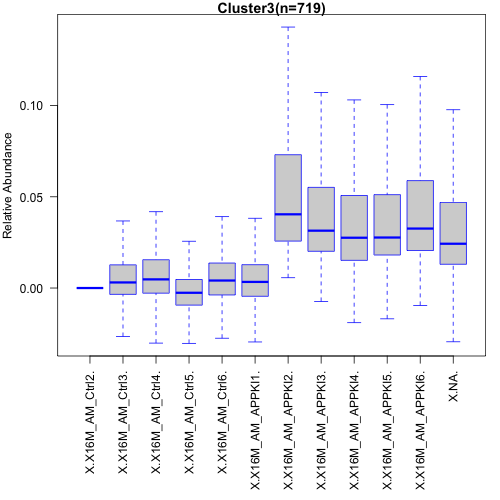 Cluster3(n=719)
Relative Abundance
0.10
0.05
0.00
X.X16M_AM_Ctrl2.
X.X16M_AM_Ctrl3.
X.X16M_AM_Ctrl4.
X.X16M_AM_Ctrl5.
X.X16M_AM_Ctrl6.
X.X16M_AM_APPKI1.
X.X16M_AM_APPKI2.
X.X16M_AM_APPKI3.
X.X16M_AM_APPKI4.
X.X16M_AM_APPKI5.
X.X16M_AM_APPKI6.
X.NA.